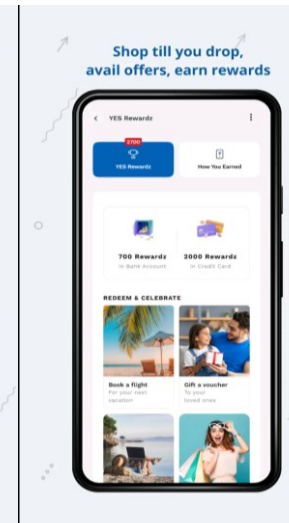 Shop till you drop,
avail offers, earn rewards
YES Rewardz
2700
YES Rewardz
How You Earned
700 Rewardz
In Bank Account
2000 Rewardz
In Credit Card
REDEEM & CELEBRATE
Book a flight
For your next
vacation
Gift a voucher
To your
loved ones